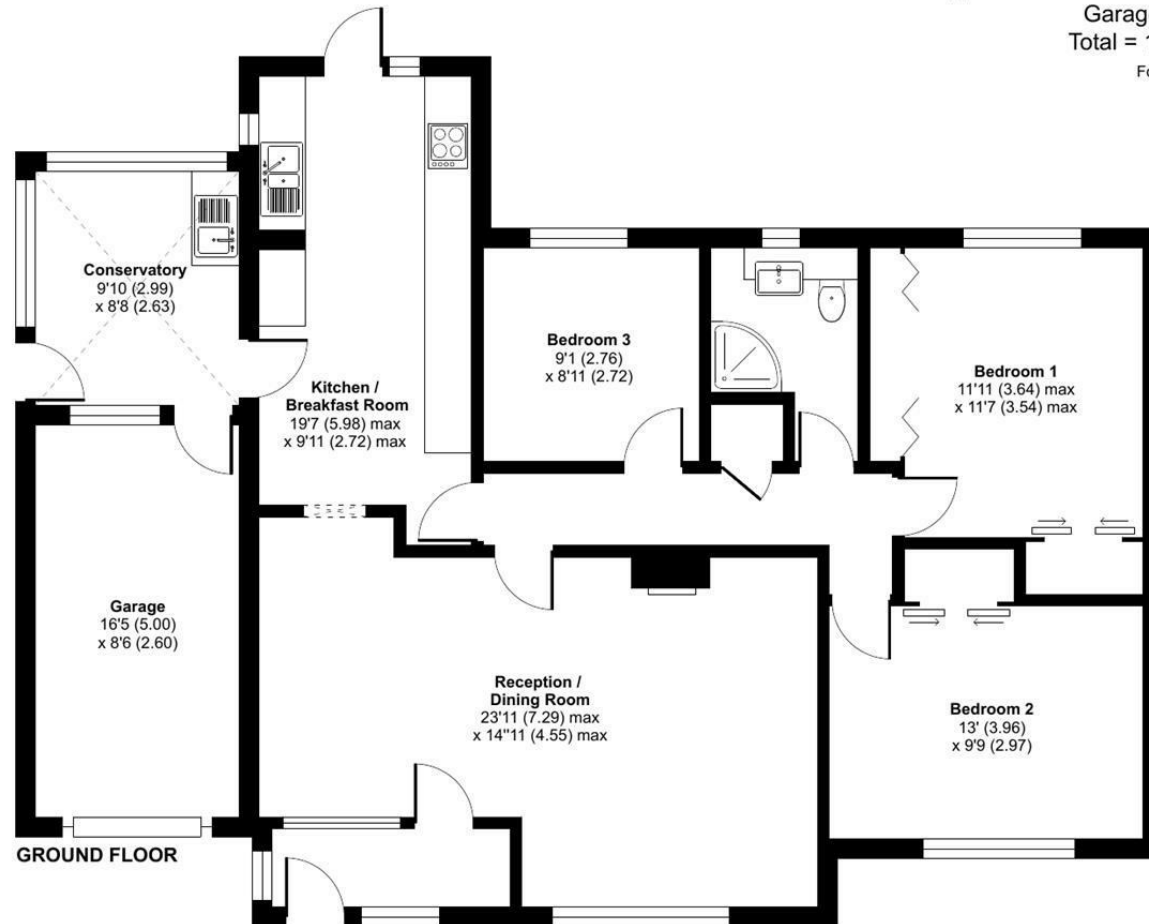 Garage
Total = 1
Fo
Conservatory
9'10 (2.99)
x 8'8 (2.63)
Kitchen /
Breakfast Room
19'7 (5.98) max
x 9'11 (2.72) max
Bedroom 3
9'1 (2.76)
x 8'11 (2.72)
Bedroom 1
11'11 (3.64) max
x 11'7 (3.54) max
Garage
16'5 (5.00)
x 8'6 (2.60)
Reception /
Dining Room
23'11 (7.29) max
x 14''11 (4.55) max
Bedroom 2
13' (3.96)
x 9'9 (2.97)
GROUND FLOOR